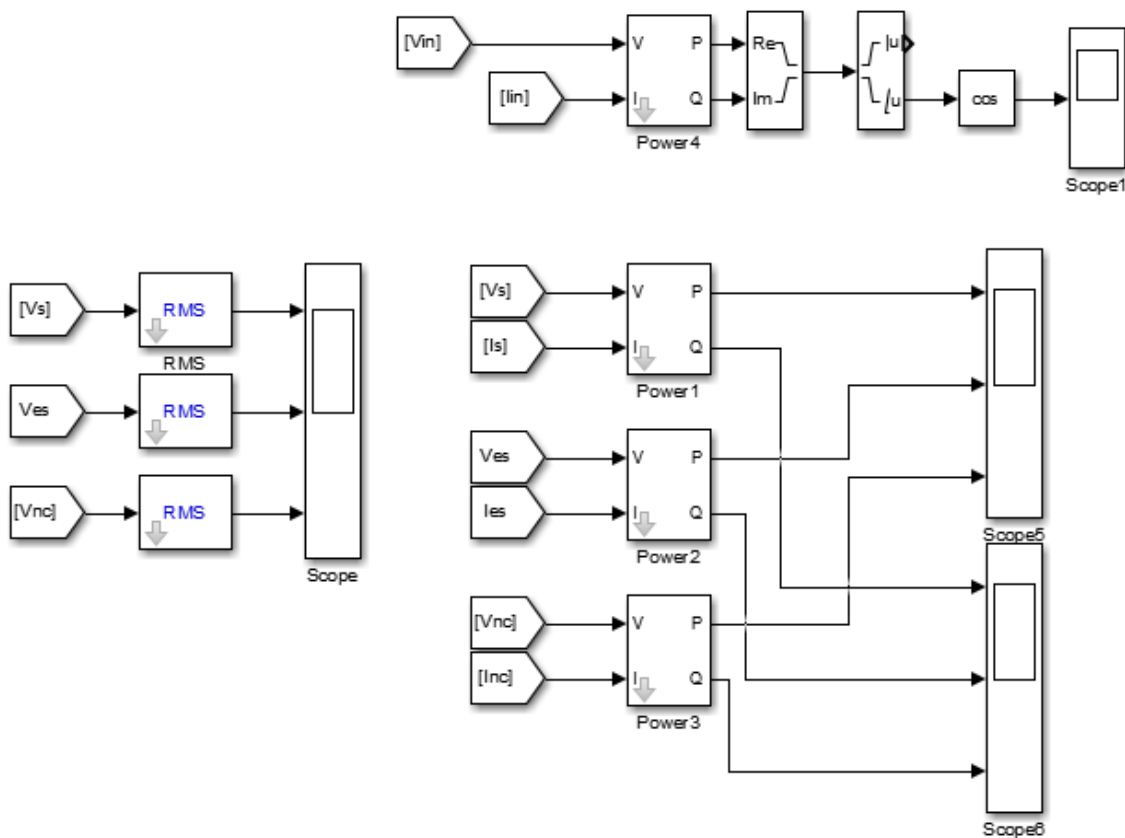 [Vin]
V
P
Re
|u|
[Iin]
I
Q
Im
∠u
cos
Power4
Scope1
[Vs]
RMS
RMS
Ves
RMS
[Vnc]
RMS
Scope
[Vs]
V
P
[Is]
I
Q
Power1
Ves
V
P
Ies
I
Q
Power2
Scope5
[Vnc]
V
P
[Inc]
I
Q
Power3
Scope6